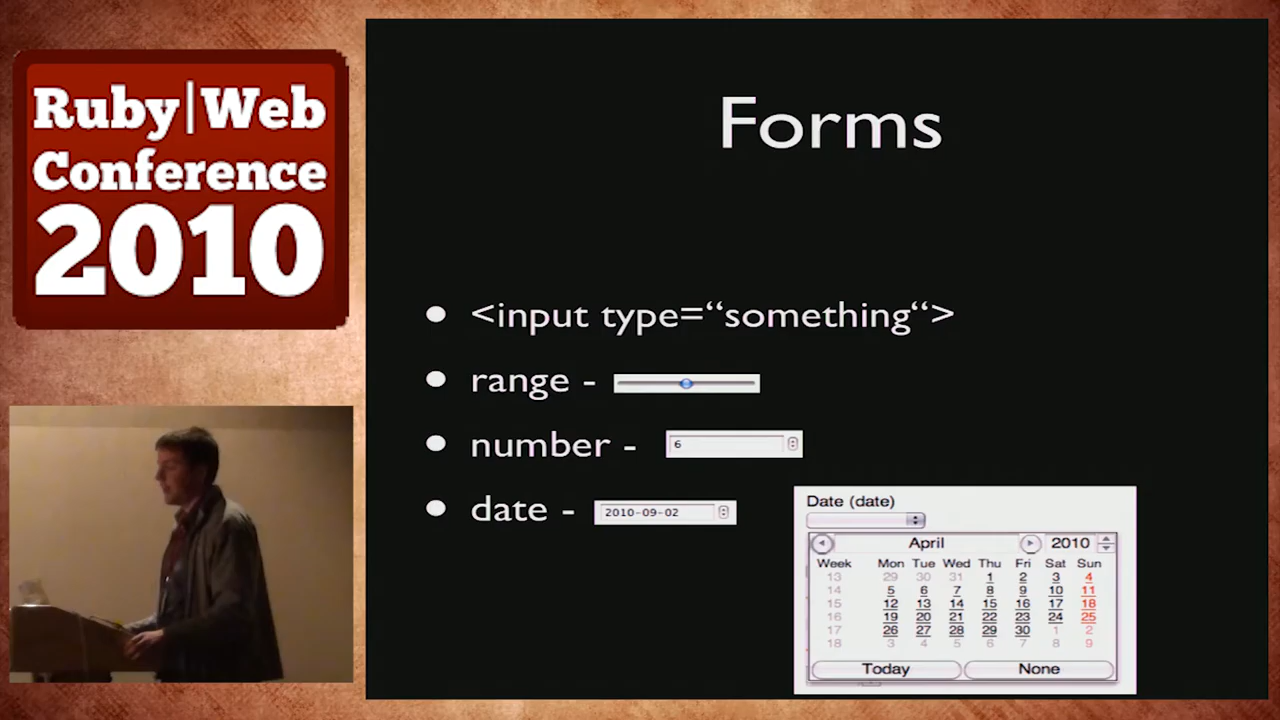 Ruby|Web
Conference
2010
Forms
• <input type=“something“>
• range -
• number - 6
• date - 2010-09-02
Date (date)
April 2010
Week Mon Tue Wed Thu Fri Sat Sun
13 29 30 31 1 2 3 4
14 5 6 7 8 9 10 11
15 12 13 14 15 16 17 18
16 19 20 21 22 23 24 25
17 26 27 28 29 30 1 2
18 3 4 5 6 7 8 9
Today None